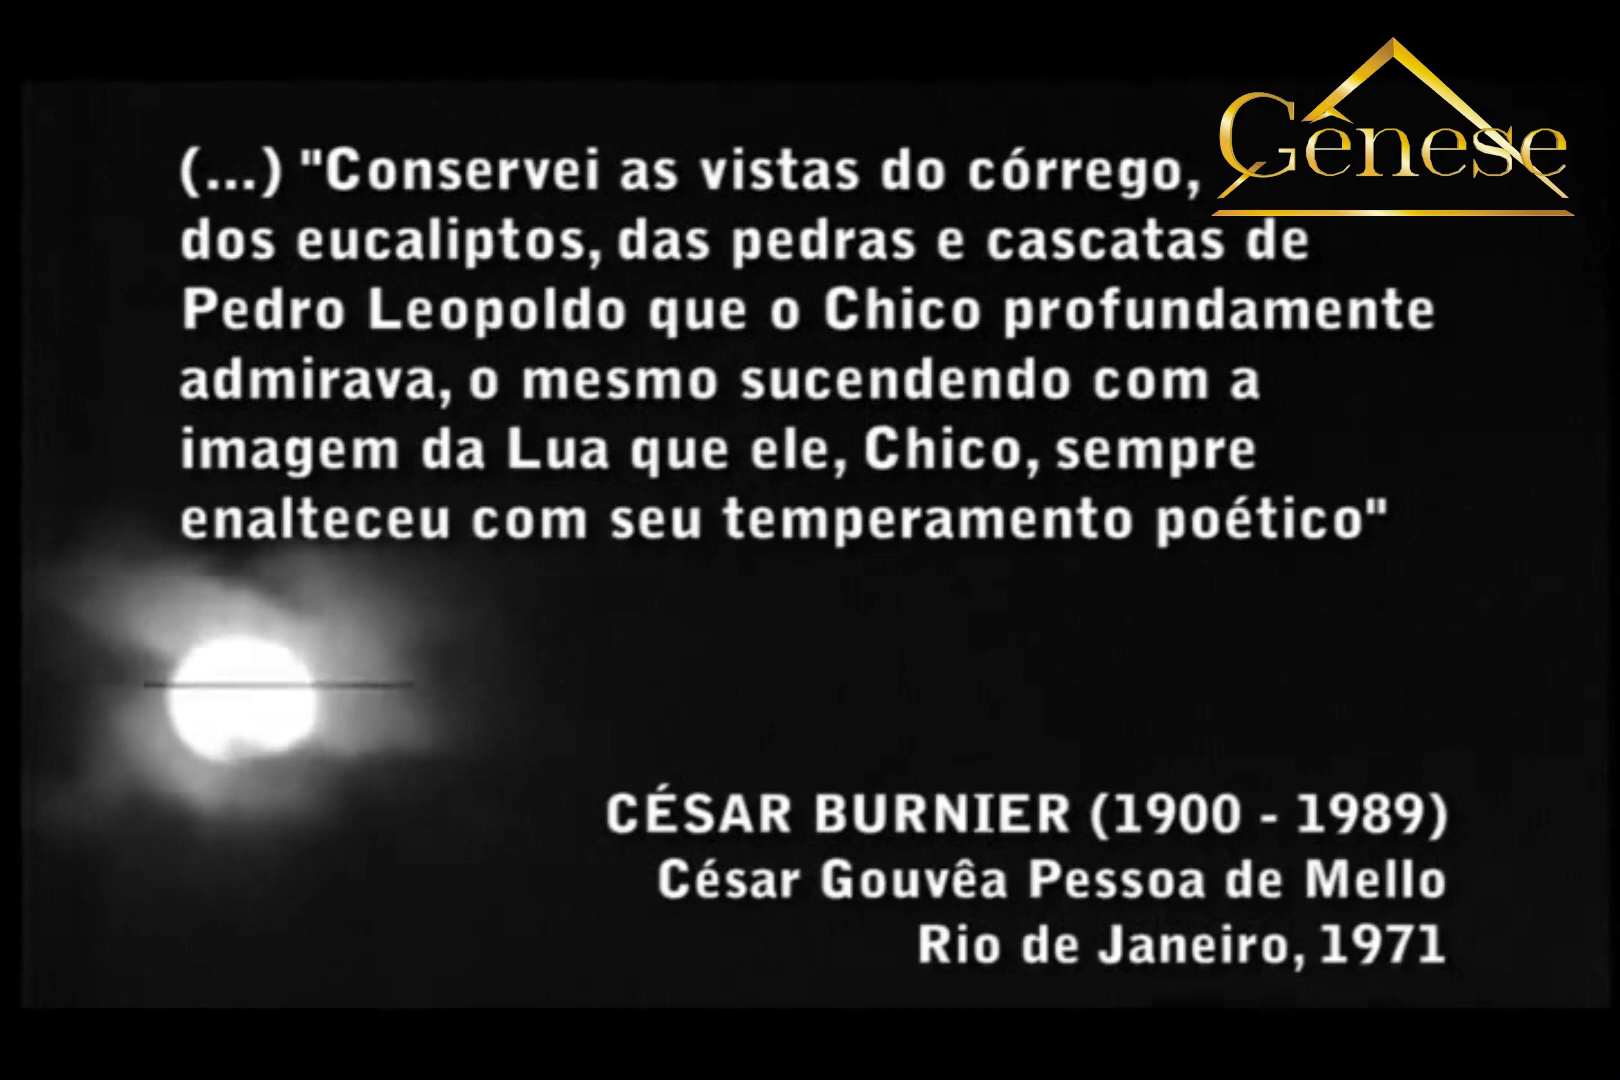 Gênese
(...) "Conservei as vistas do córrego,
dos eucaliptos, das pedras e cascatas de
Pedro Leopoldo que o Chico profundamente
admirava, o mesmo sucendendo com a
imagem da Lua que ele, Chico, sempre
enalteceu com seu temperamento poético"
CÉSAR BURNIER (1900 - 1989)
César Gouvêa Pessoa de Mello
Rio de Janeiro, 1971